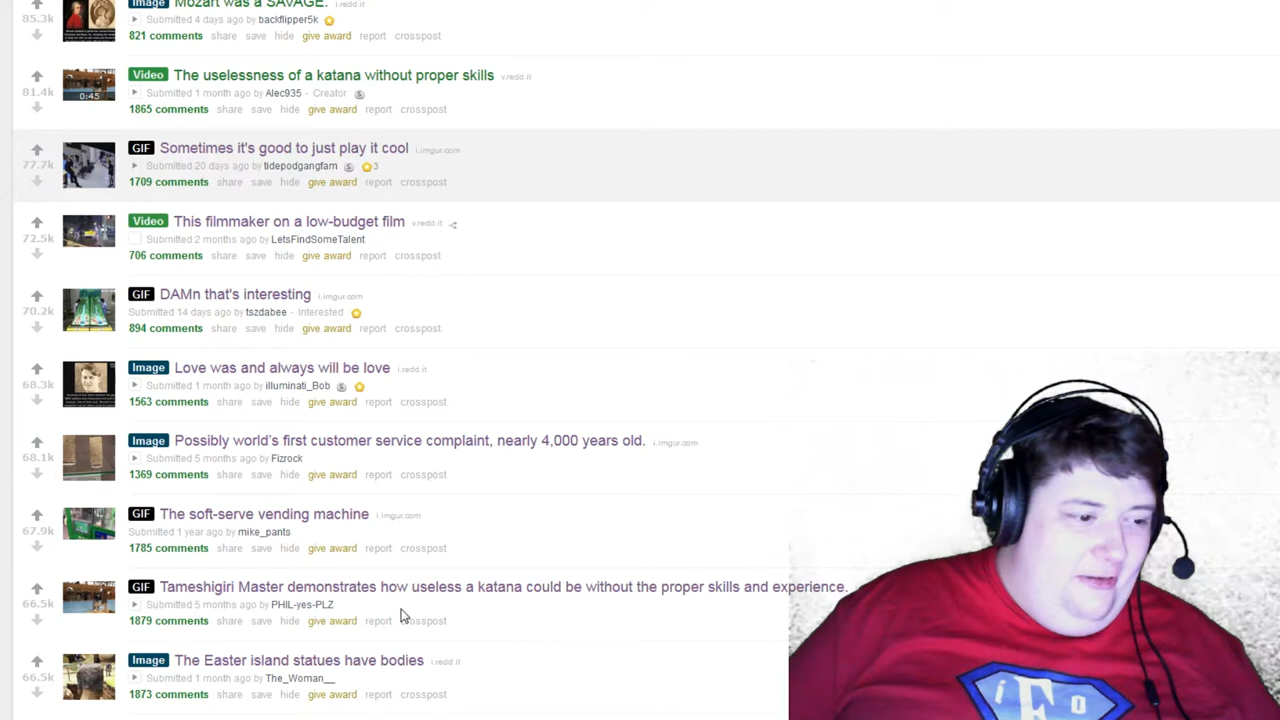 Image Mozart was a SAVAGE. i.redd.it
85.3k
Submitted 4 days ago by backflipper5k
821 comments share save hide give award report crosspost
Video The uselessness of a katana without proper skills v.redd.it
81.4k
0:45
Submitted 1 month ago by Alec935 - Creator S
1865 comments share save hide give award report crosspost
GIF Sometimes it's good to just play it cool i.imgur.com
77.7k
Submitted 20 days ago by tidepodgangfam S 3
1709 comments share save hide give award report crosspost
Video This filmmaker on a low-budget film v.redd.it
72.5k
Submitted 2 months ago by LetsFindSomeTalent
706 comments share save hide give award report crosspost
GIF DAMn that's interesting i.imgur.com
70.2k
Submitted 14 days ago by tszdabee - Interested
894 comments share save hide give award report crosspost
Image Love was and always will be love i.redd.it
68.3k
Submitted 1 month ago by illuminati_Bob S
1563 comments share save hide give award report crosspost
Image Possibly world's first customer service complaint, nearly 4,000 years old. i.imgur.com
68.1k
Submitted 5 months ago by Fizrock
1369 comments share save hide give award report crosspost
GIF The soft-serve vending machine i.imgur.com
67.9k
Submitted 1 year ago by mike_pants
1785 comments share save hide give award report crosspost
GIF Tameshigiri Master demonstrates how useless a katana could be without the proper skills and experience.
66.5k
Submitted 5 months ago by PHIL-yes-PLZ
1879 comments share save hide give award report crosspost
Image The Easter island statues have bodies i.redd.it
66.5k
Submitted 1 month ago by The_Woman__
1873 comments share save hide give award report crosspost
iFO